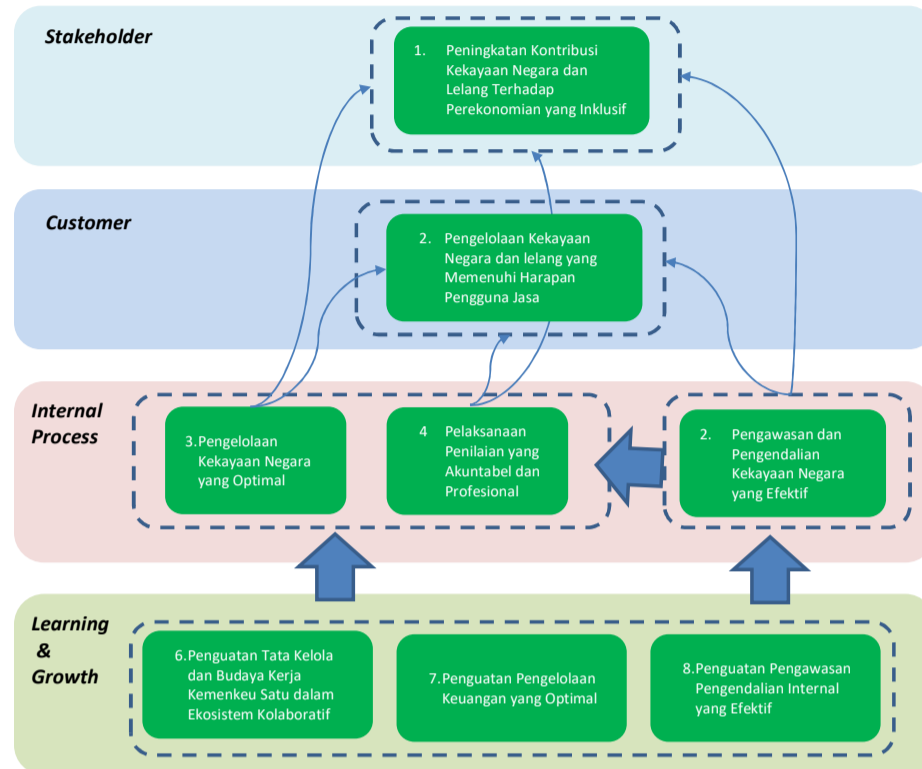 Stakeholder
1. Peningkatan Kontribusi
Kekayaan Negara dan
Lelang Terhadap
Perekonomian yang Inklusif
Customer
2. Pengelolaan Kekayaan
Negara dan lelang yang
Memenuhi Harapan
Pengguna Jasa
Internal
Process
3.Pengelolaan
Kekayaan Negara
yang Optimal
4 Pelaksanaan
Penilaian yang
Akuntabel dan
Profesional
2. Pengawasan dan
Pengendalian
Kekayaan Negara
yang Efektif
Learning
&
Growth
6.Penguatan Tata Kelola
dan Budaya Kerja
Kemenkeu Satu dalam
Ekosistem Kolaboratif
7.Penguatan Pengelolaan
Keuangan yang Optimal
8.Penguatan Pengawasan
Pengendalian Internal
yang Efektif